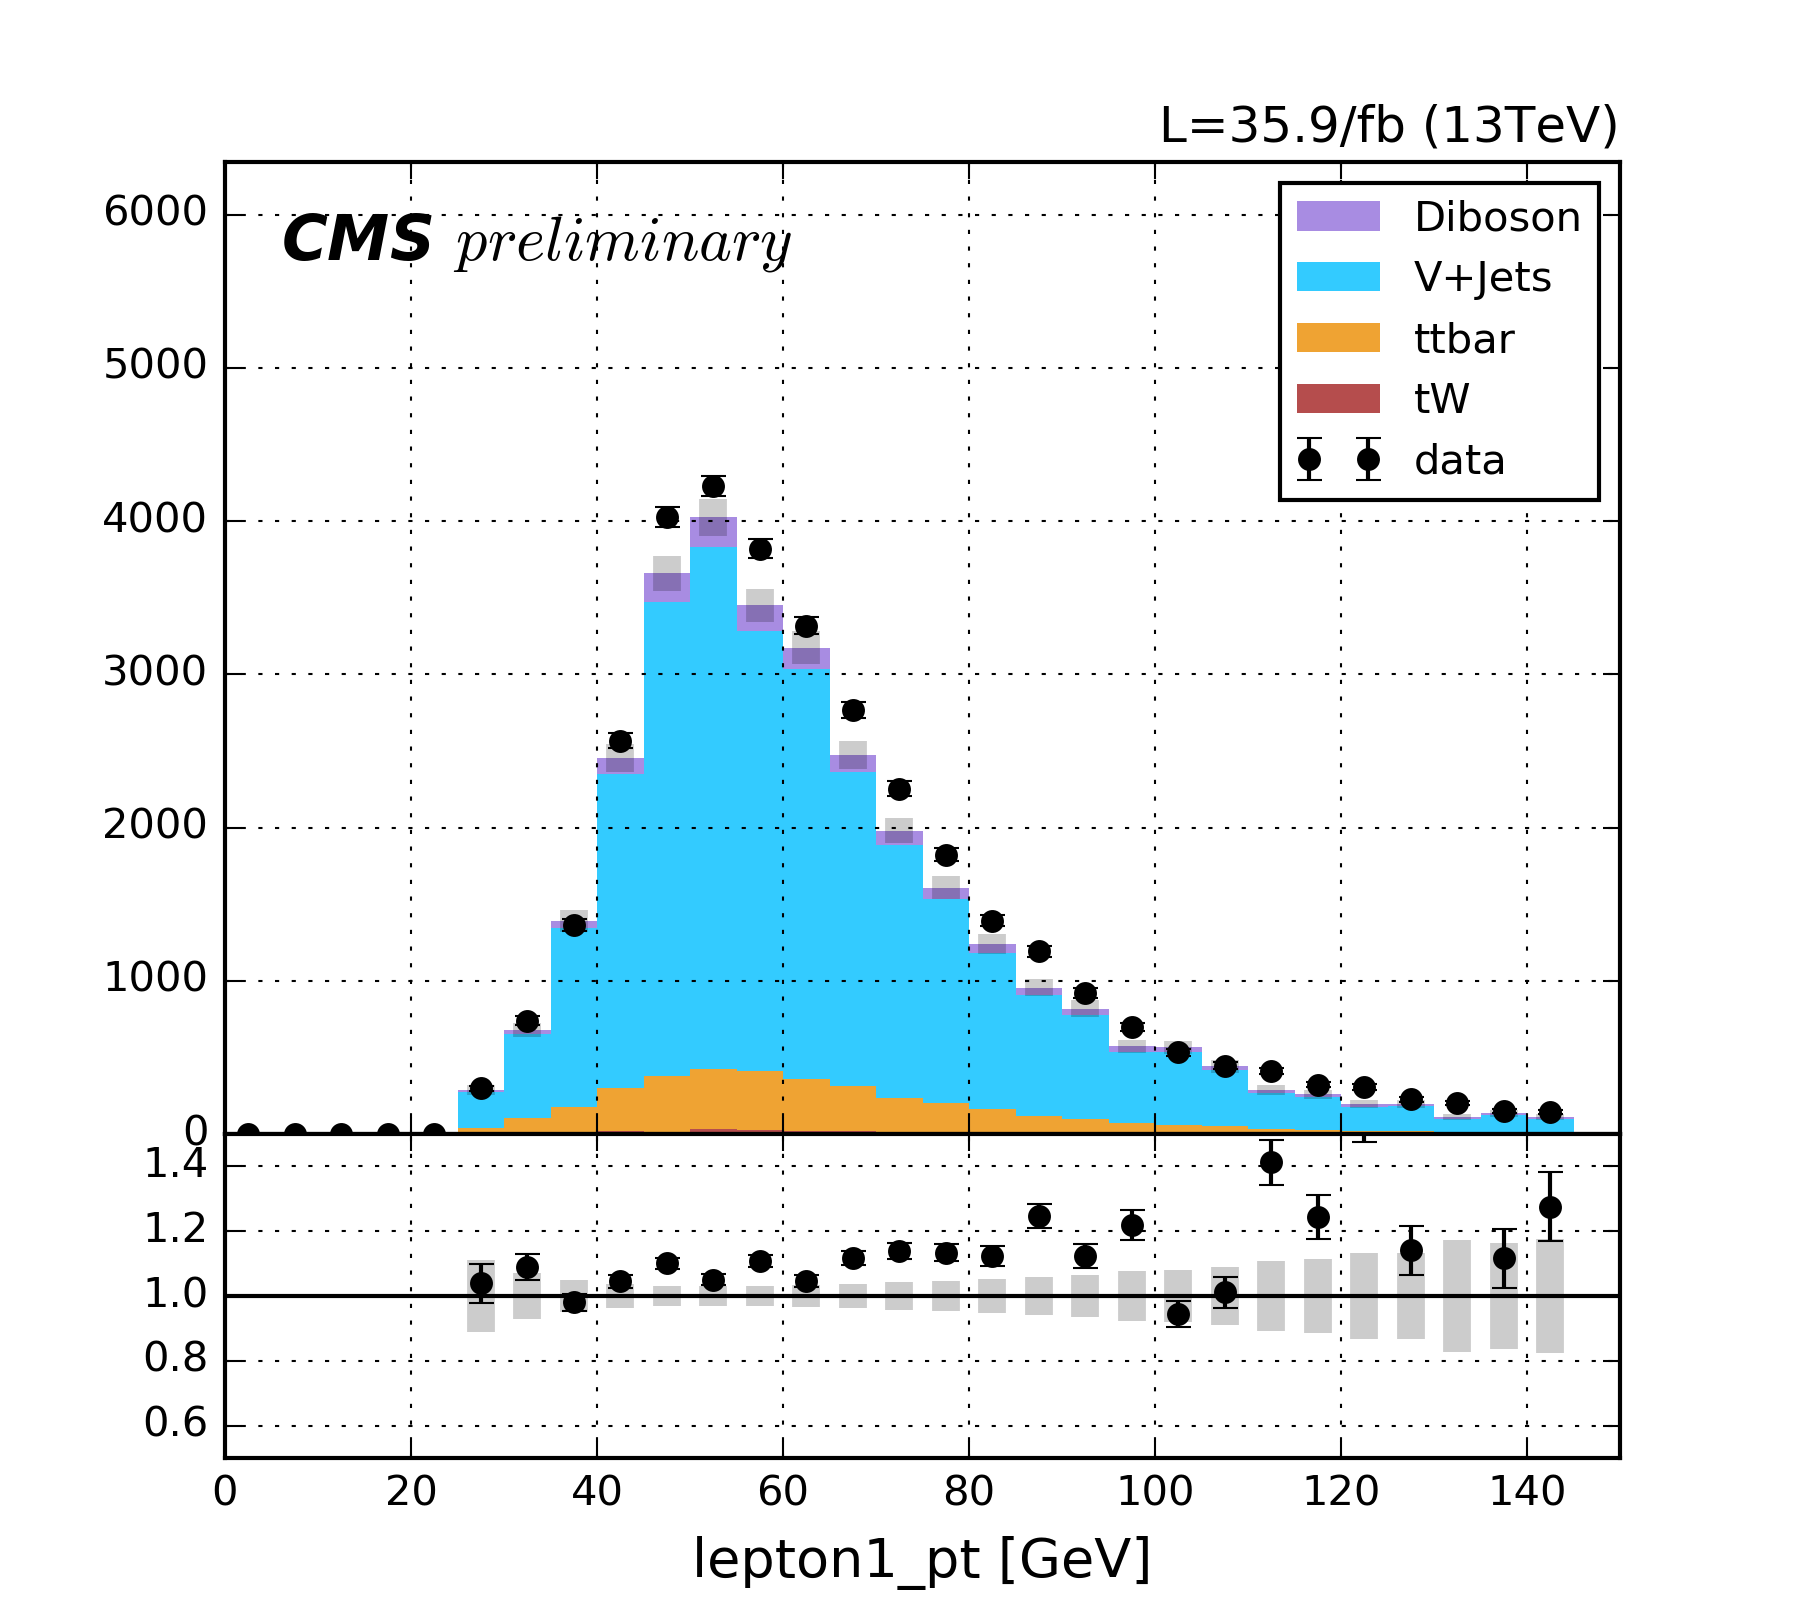 L=35.9/fb (13TeV)
CMS preliminary
Diboson
V+Jets
ttbar
tW
data
6000
5000
4000
3000
2000
1000
0
1.4
1.2
1.0
0.8
0.6
0 20 40 60 80 100 120 140
lepton1_pt [GeV]